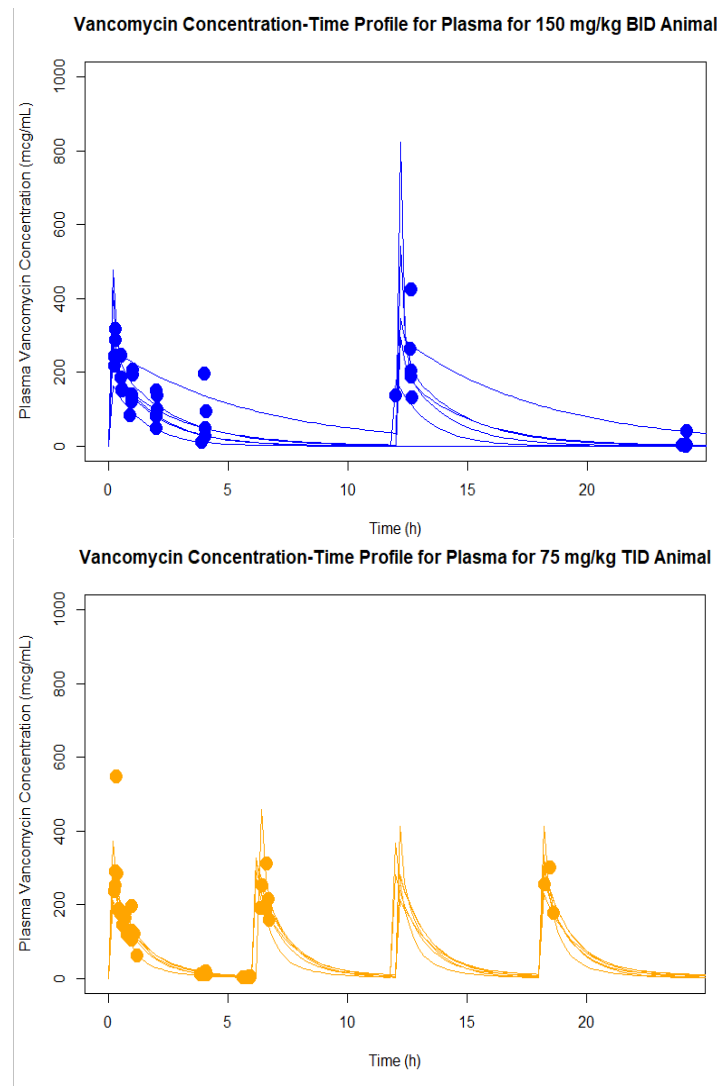 Vancomycin Concentration-Time Profile for Plasma for 150 mg/kg BID Animal
Plasma Vancomycin Concentration (mcg/mL)
1000
800
600
400
200
0
0 5 10 15 20
Time (h)
Vancomycin Concentration-Time Profile for Plasma for 75 mg/kg TID Animal
Plasma Vancomycin Concentration (mcg/mL)
1000
800
600
400
200
0
0 5 10 15 20
Time (h)